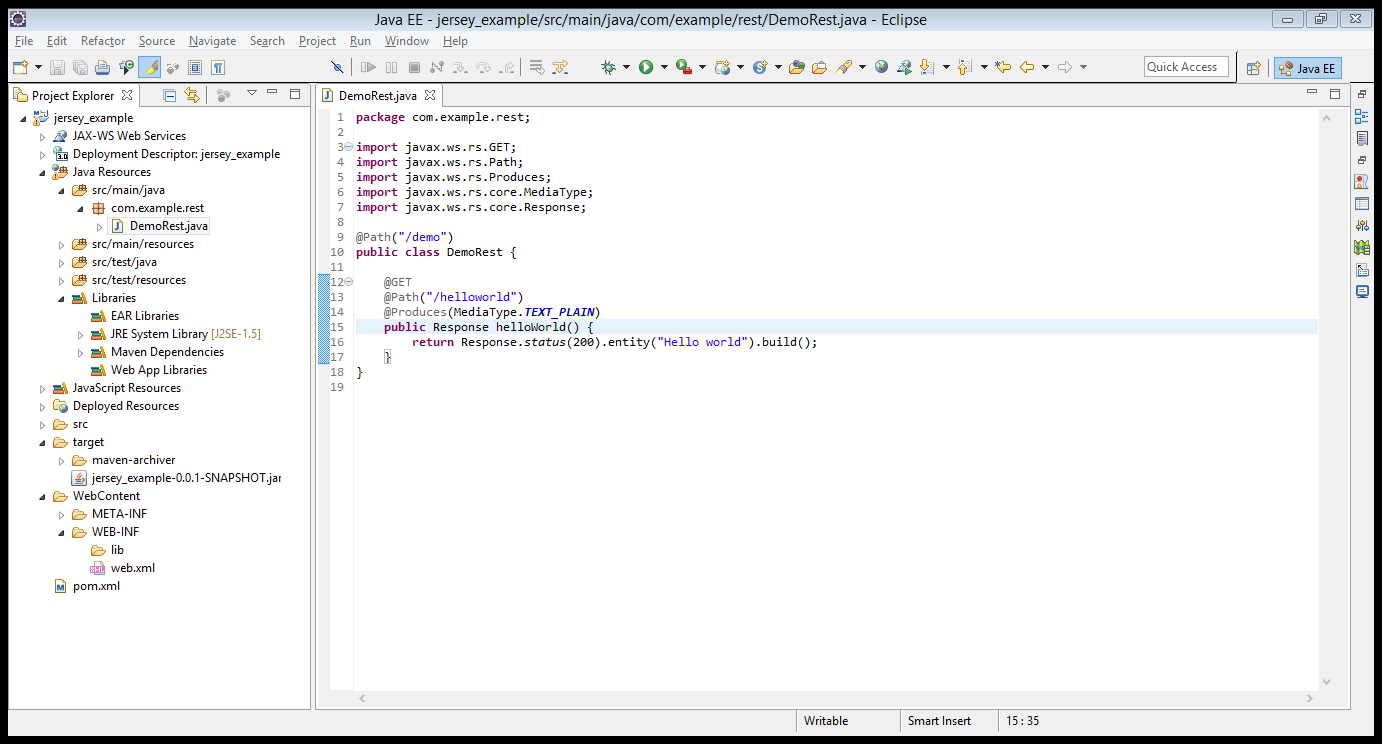 Java EE - jersey_example/src/main/java/com/example/rest/DemoRest.java - Eclipse
File Edit Refactor Source Navigate Search Project Run Window Help
Quick Access
Java EE
Project Explorer
jersey_example
JAX-WS Web Services
3.0 Deployment Descriptor: jersey_example
Java Resources
src/main/java
com.example.rest
DemoRest.java
src/main/resources
src/test/java
src/test/resources
Libraries
EAR Libraries
JRE System Library [J2SE-1.5]
Maven Dependencies
Web App Libraries
JavaScript Resources
Deployed Resources
src
target
maven-archiver
jersey_example-0.0.1-SNAPSHOT.jar
WebContent
META-INF
WEB-INF
lib
web.xml
pom.xml
DemoRest.java
1 package com.example.rest;
2
3 import javax.ws.rs.GET;
4 import javax.ws.rs.Path;
5 import javax.ws.rs.Produces;
6 import javax.ws.rs.core.MediaType;
7 import javax.ws.rs.core.Response;
8
9 @Path("/demo")
10 public class DemoRest {
11
12 @GET
13 @Path("/helloworld")
14 @Produces(MediaType.TEXT_PLAIN)
15 public Response helloWorld() {
16 return Response.status(200).entity("Hello world").build();
17 }
18 }
19
Writable Smart Insert 15 : 35